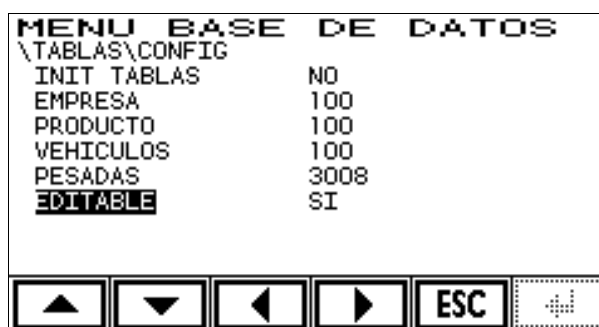 MENU BASE DE DATOS
\TABLAS\CONFIG
INIT TABLAS NO
EMPRESA 100
PRODUCTO 100
VEHICULOS 100
PESADAS 3008
EDITABLE SI
ESC